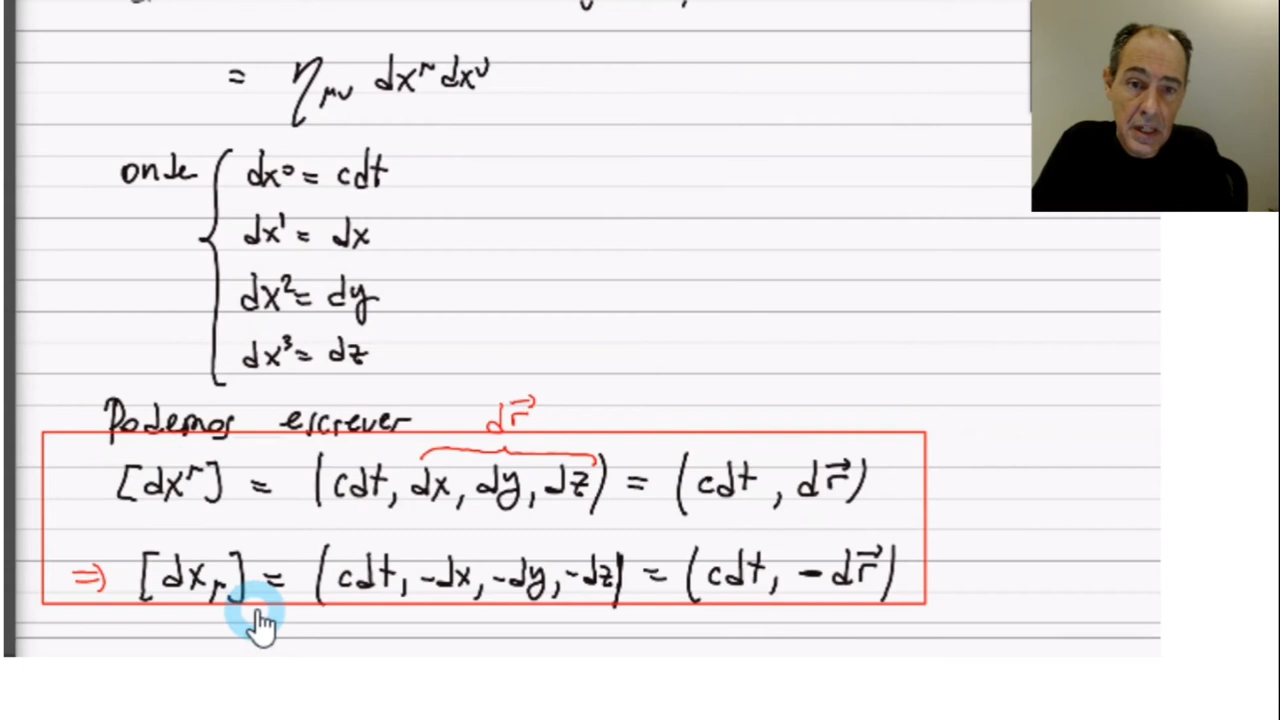 = η_μν dx^μ dx^ν
onde { dx⁰ = cdt
dx¹ = dx
dx² = dy
dx³ = dz
Podemos escrever dr⃗
[dx^μ] = (cdt, dx, dy, dz) = (cdt, dr⃗)
⇒ [dx_μ] = (cdt, -dx, -dy, -dz) = (cdt, -dr⃗)